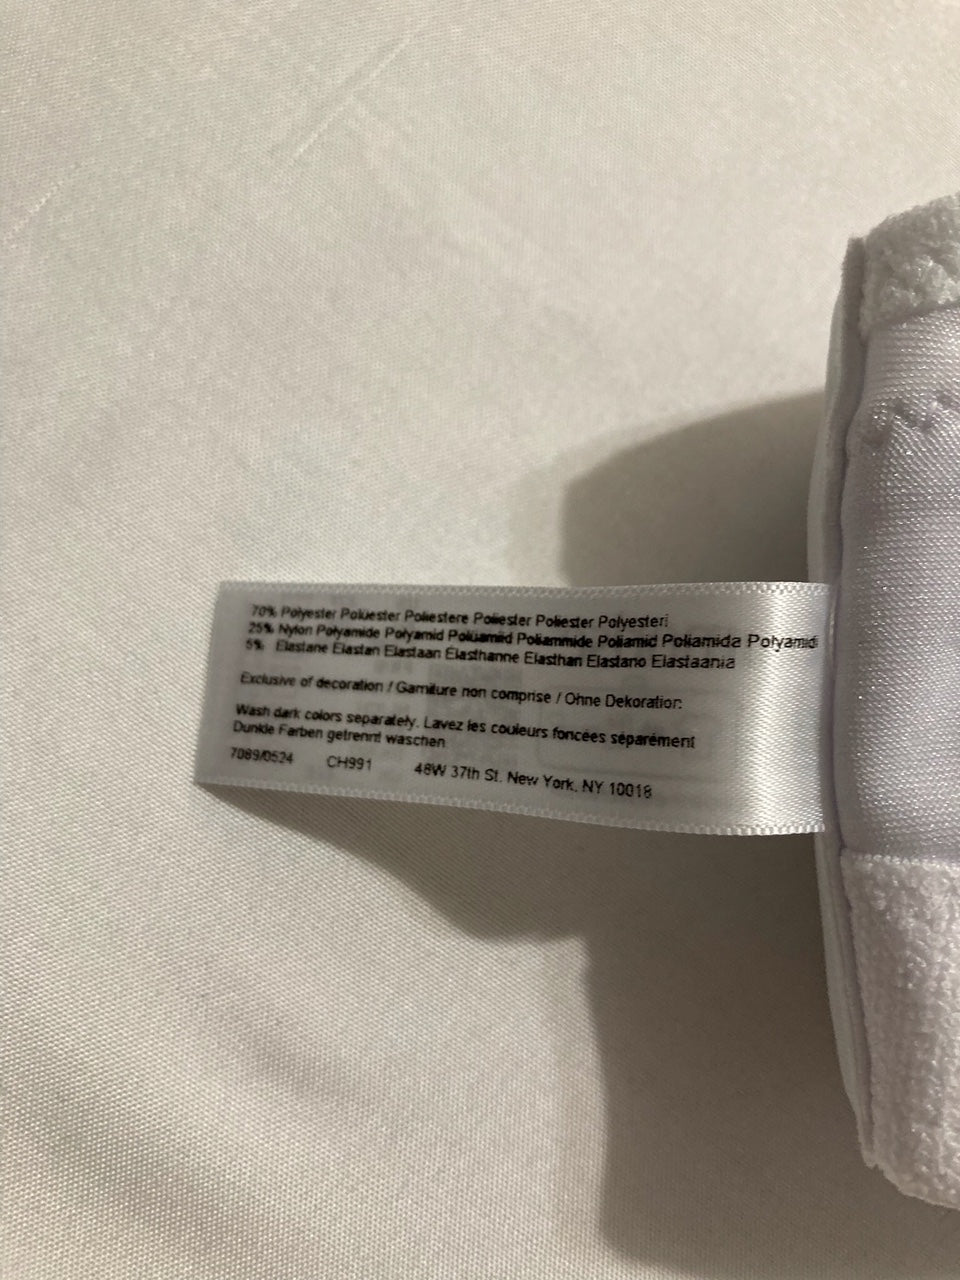 70% Polyester Poliüester Poliestere Poliester Poliester Polyesteri
25% Nylon Polyamide Polyamid Polüamiid Poliammide Poliamid Poliamida Polyamidi
5% Elastane Elastan Elastaan Elasthanne Elasthan Elastano Elastaania
Exclusive of decoration / Garniture non comprise / Ohne Dekoration:
Wash dark colors separately. Lavez les couleurs foncées séparément
Dunkle Farben getrennt waschen
7089/0524 CH991 48W 37th St. New York, NY 10018